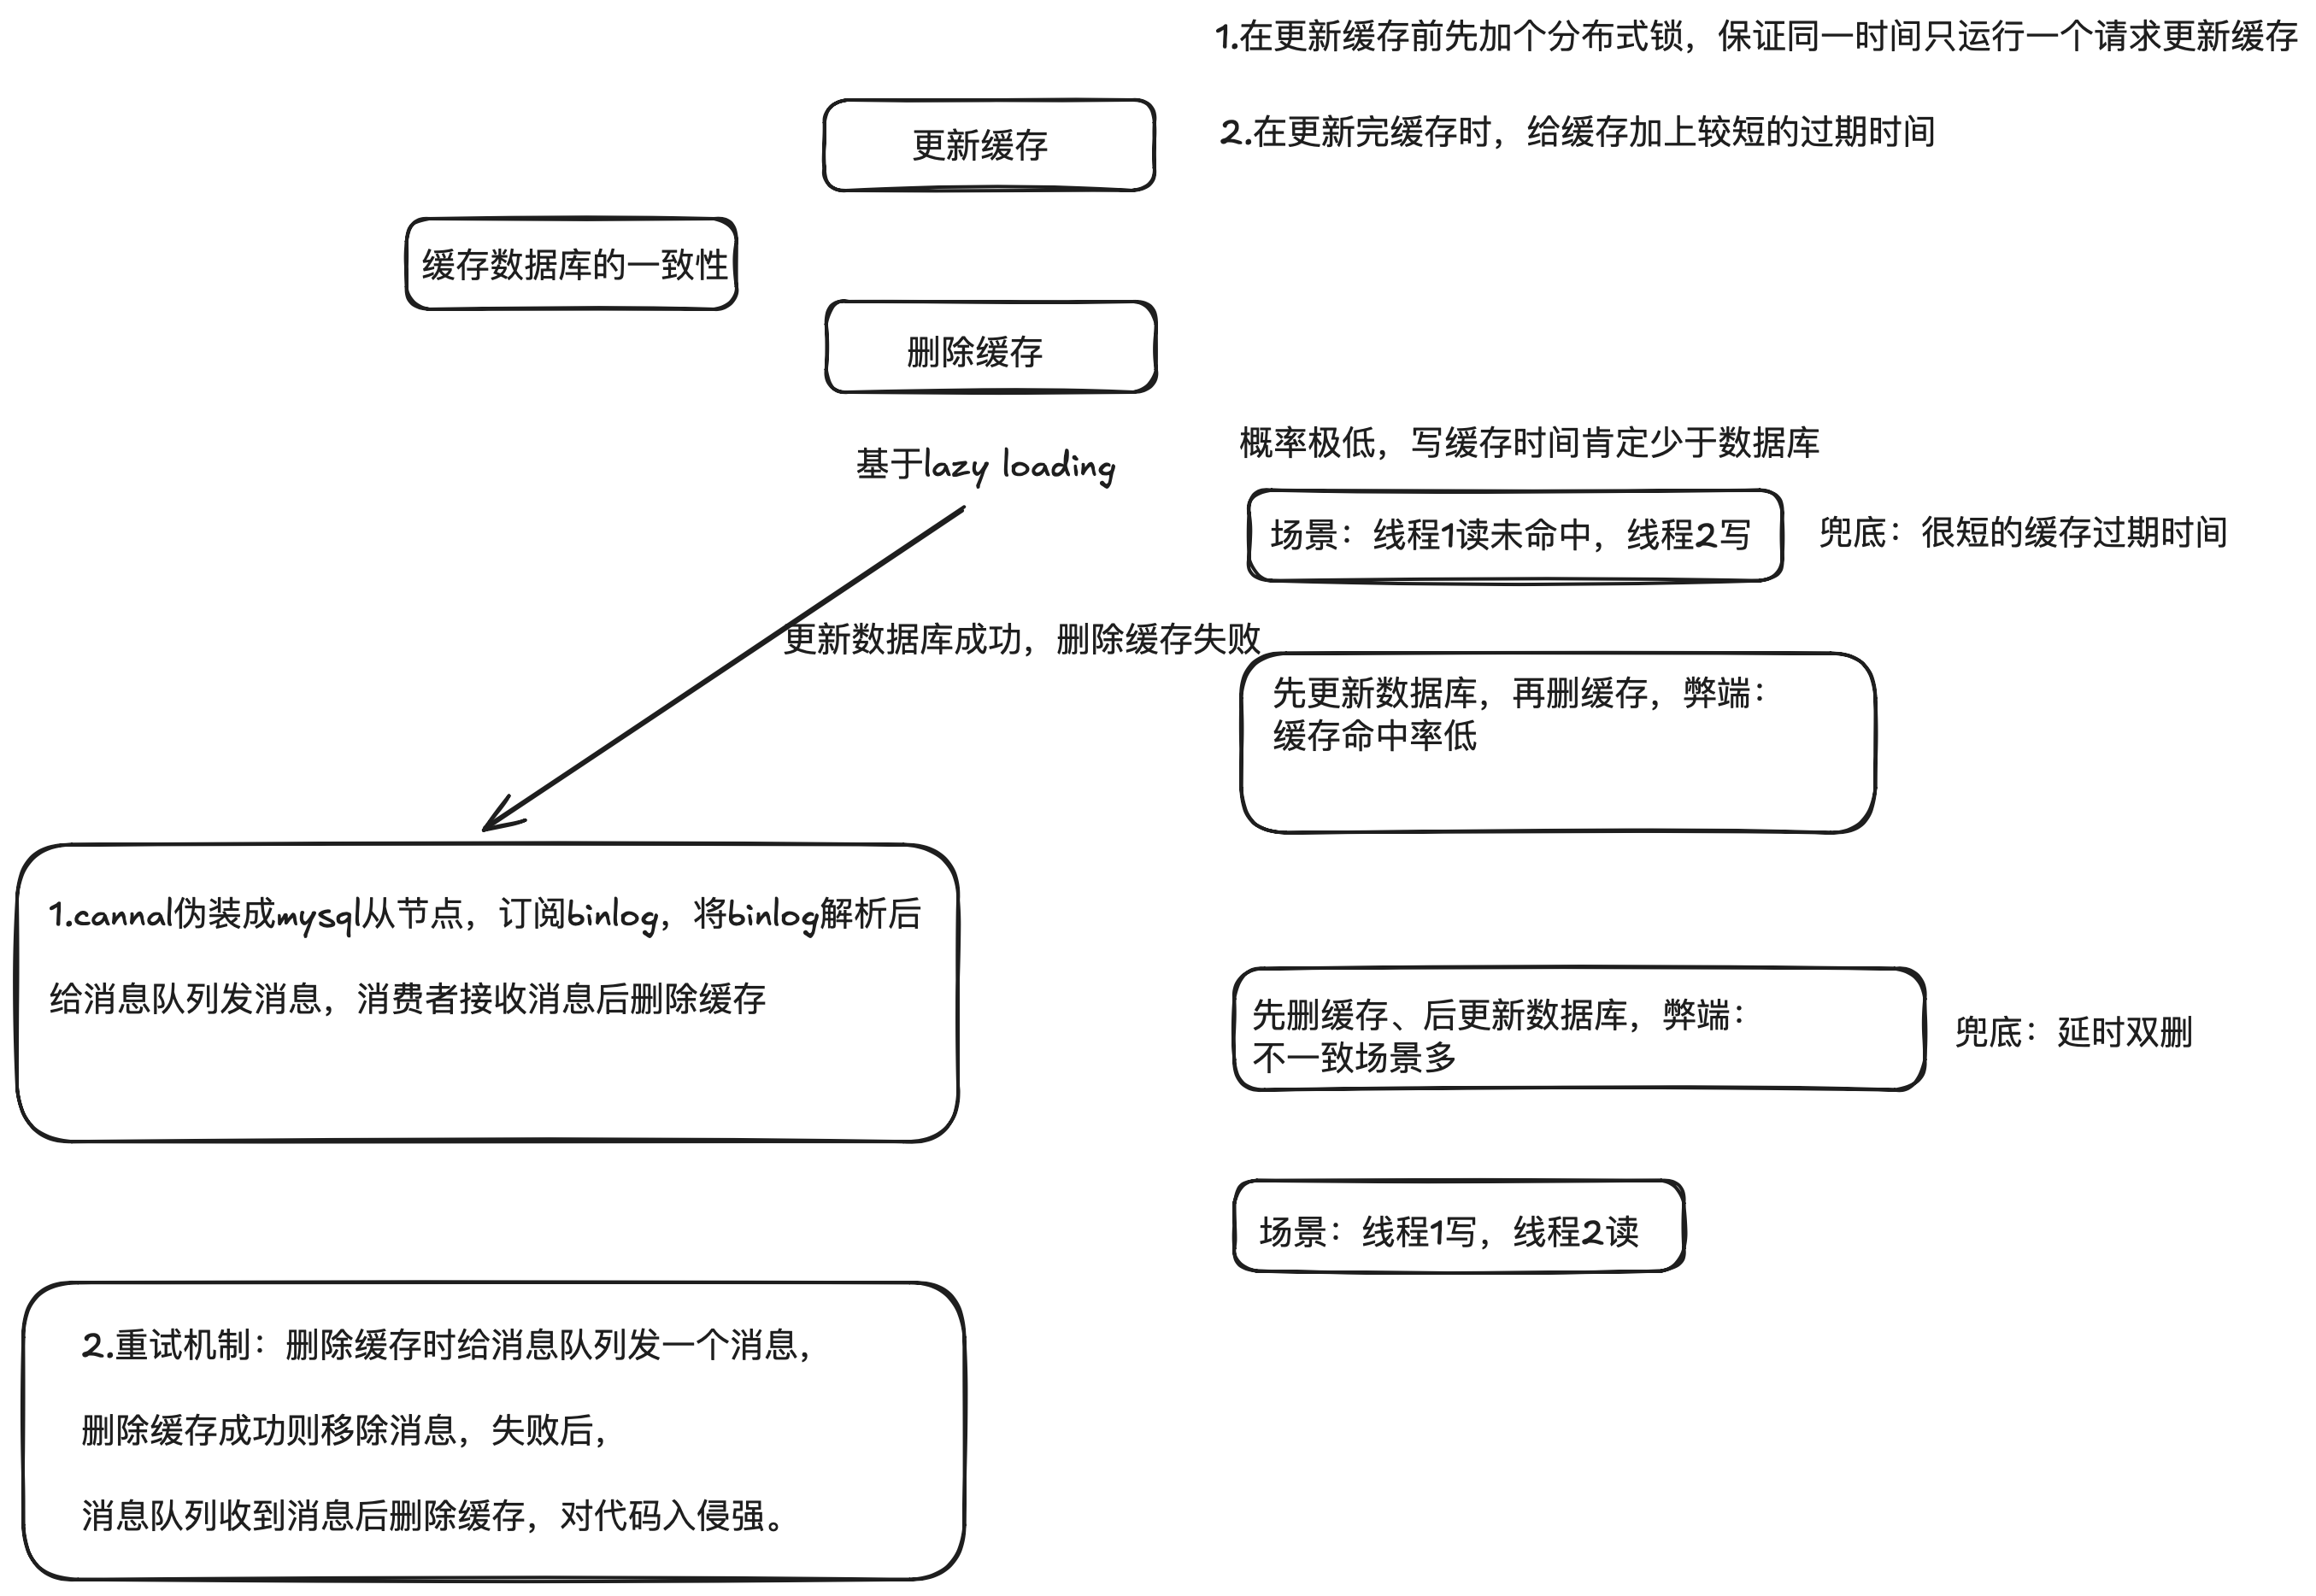 1.在更新缓存前先加个分布式锁，保证同一时间只运行一个请求更新缓存
更新缓存
2.在更新完缓存时，给缓存加上较短的过期时间
缓存数据库的一致性
删除缓存
基于lazy loading
概率极低，写缓存时间肯定少于数据库
场景：线程1读未命中，线程2写
兜底：很短的缓存过期时间
更新数据库成功，删除缓存失败
先更新数据库，再删缓存，弊端：
缓存命中率低
1.cannal伪装成mysql从节点，订阅binlog，将binlog解析后
给消息队列发消息，消费者接收消息后删除缓存
先删缓存、后更新数据库，弊端：
不一致场景多
兜底：延时双删
场景：线程1写，线程2读
2.重试机制：删除缓存时给消息队列发一个消息，
删除缓存成功则移除消息，失败后，
消息队列收到消息后删除缓存，对代码入侵强。